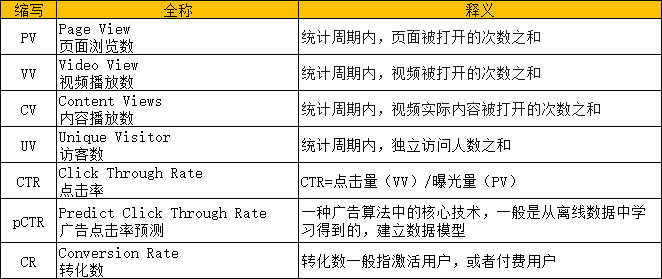 缩写 全称 释义
PV Page View 页面浏览数 统计周期内，页面被打开的次数之和
VV Video View 视频播放数 统计周期内，视频被打开的次数之和
CV Content Views 内容播放数 统计周期内，视频实际内容被打开的次数之和
UV Unique Visitor 访客数 统计周期内，独立访问人数之和
CTR Click Through Rate 点击率 CTR=点击量（VV）/曝光量（PV）
pCTR Predict Click Through Rate 广告点击率预测 一种广告算法中的核心技术，一般是从离线数据中学
习得到的，建立数据模型
CR Conversion Rate 转化数 转化数一般指激活用户，或者付费用户